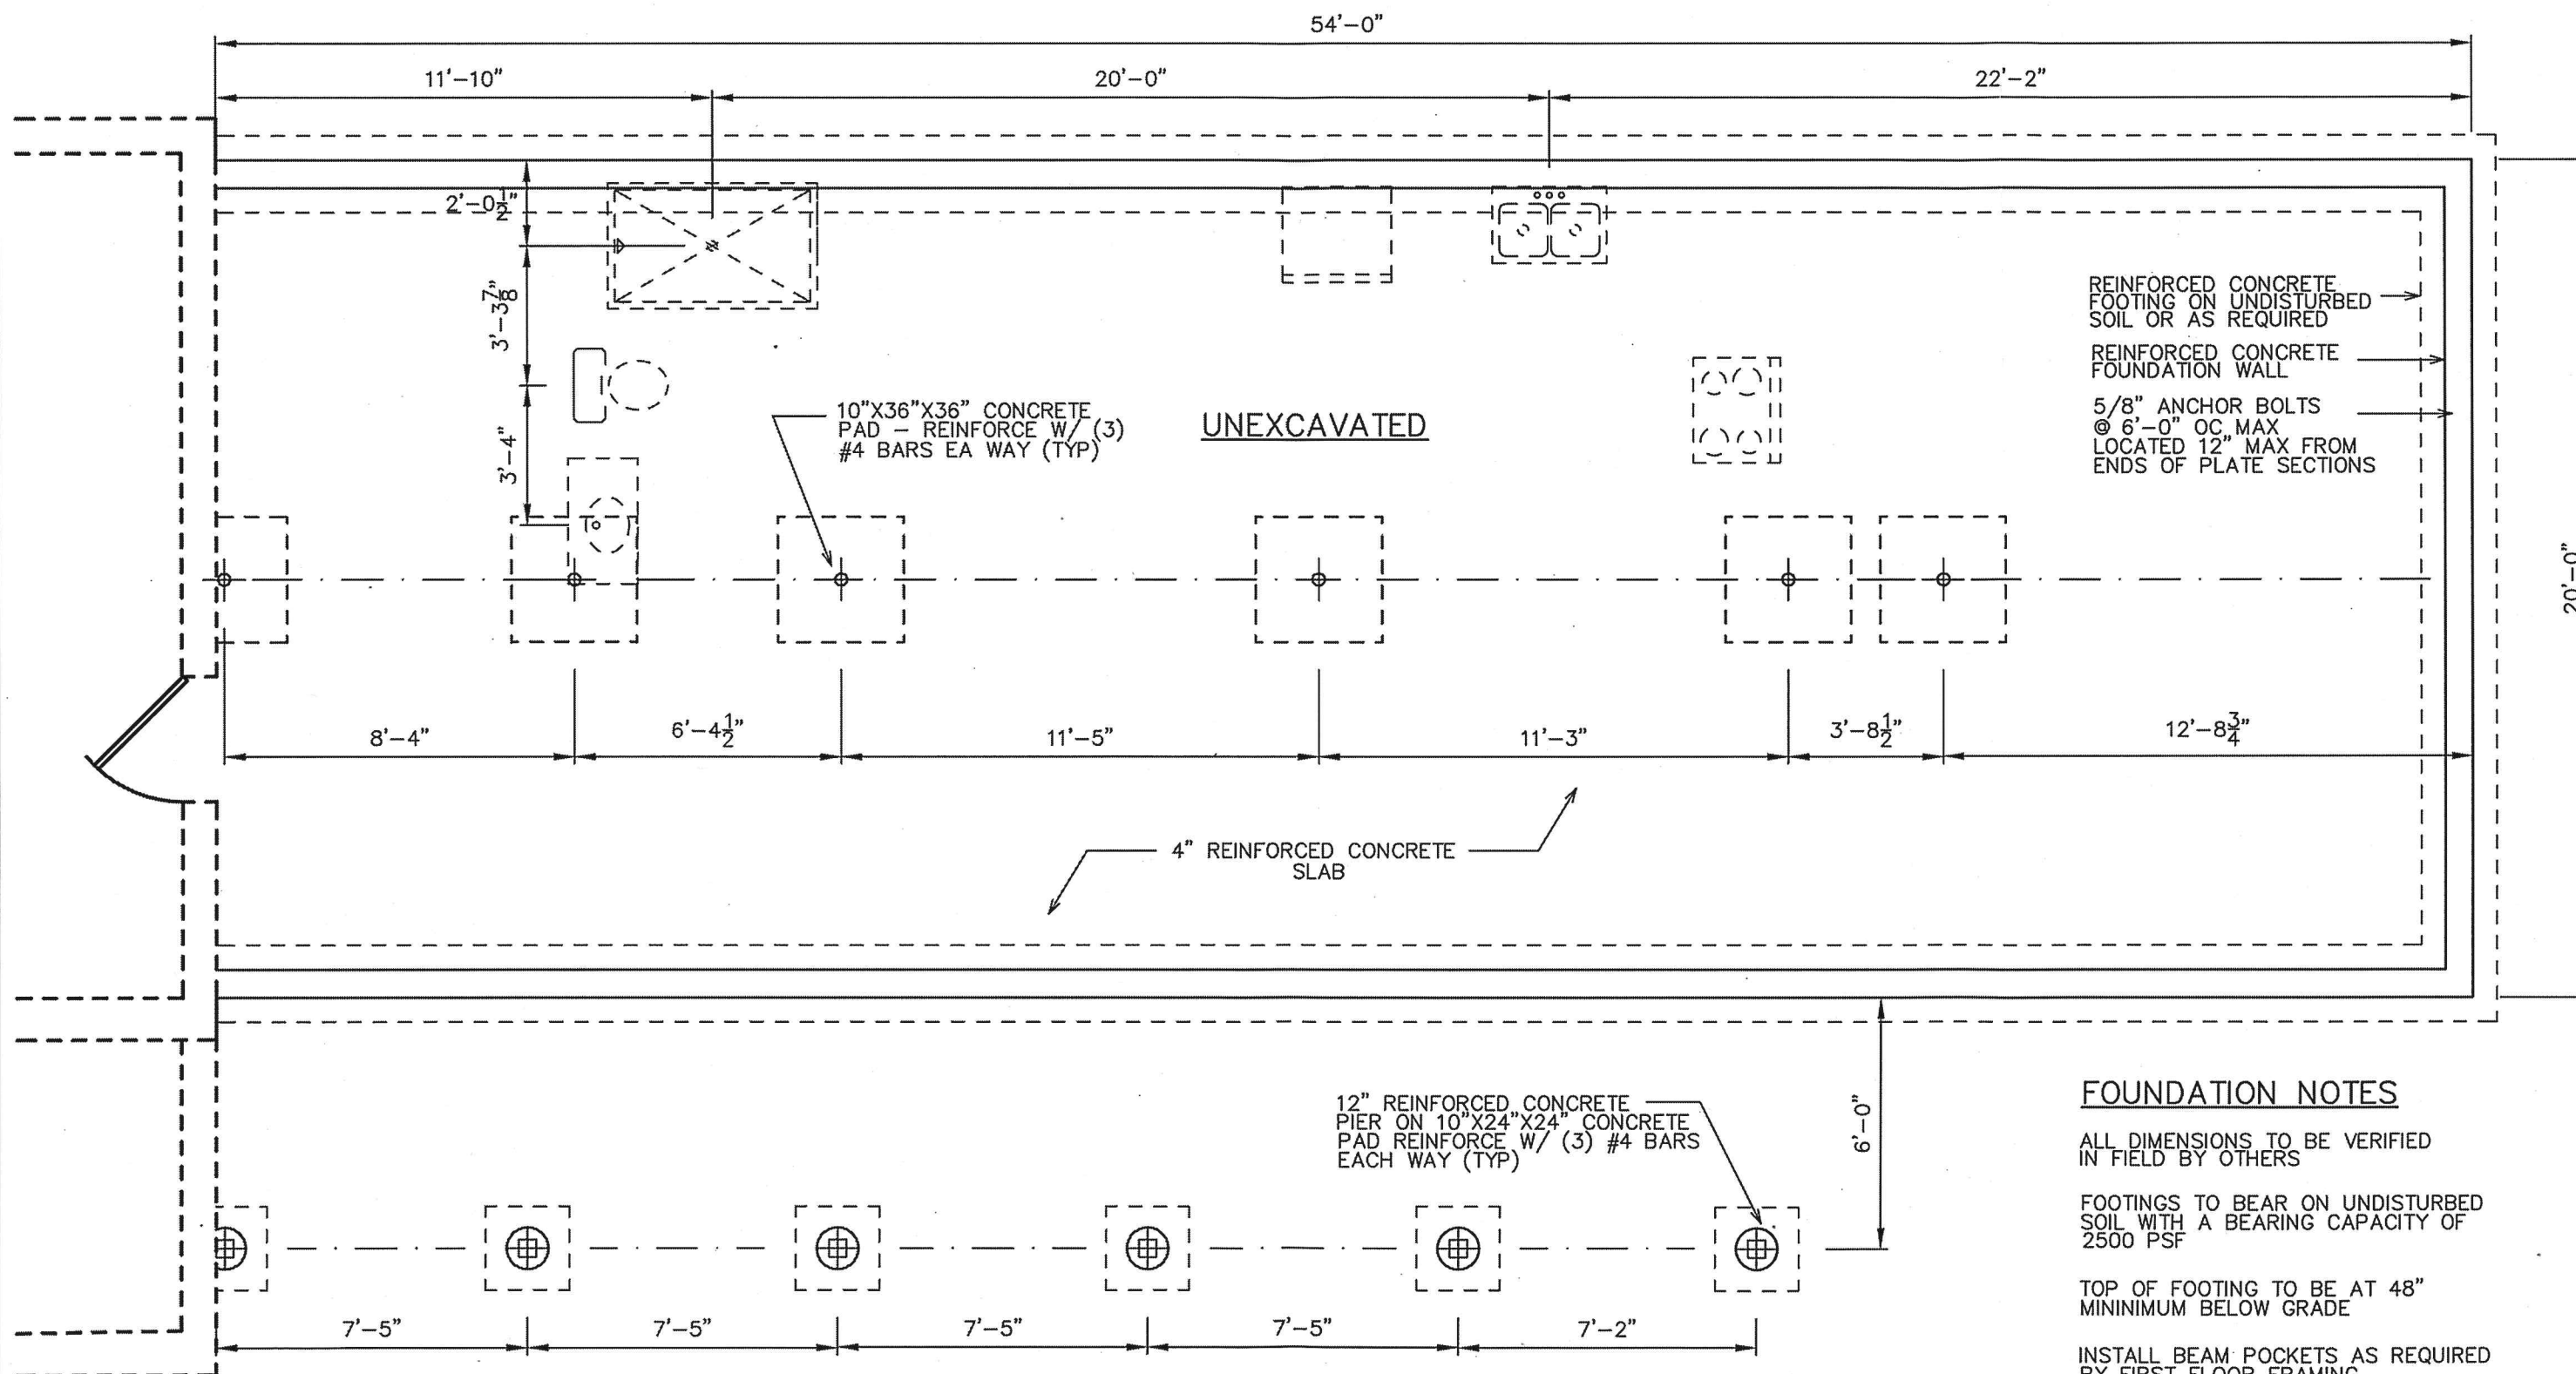 54'-0"
11'-10"
20'-0"
22'-2"
2'-0½"
3'-3⅞"
3'-4"
10"X36"X36" CONCRETE
PAD – REINFORCE W/ (3)
#4 BARS EA WAY (TYP)
UNEXCAVATED
REINFORCED CONCRETE
FOOTING ON UNDISTURBED
SOIL OR AS REQUIRED
REINFORCED CONCRETE
FOUNDATION WALL
5/8" ANCHOR BOLTS
@ 6'-0" OC MAX
LOCATED 12" MAX FROM
ENDS OF PLATE SECTIONS
20'-0"
8'-4"
6'-4½"
11'-5"
11'-3"
3'-8½"
12'-8¾"
4" REINFORCED CONCRETE
SLAB
12" REINFORCED CONCRETE
PIER ON 10"X24"X24" CONCRETE
PAD REINFORCE W/ (3) #4 BARS
EACH WAY (TYP)
6'-0"
7'-5"
7'-5"
7'-5"
7'-5"
7'-2"
FOUNDATION NOTES
ALL DIMENSIONS TO BE VERIFIED
IN FIELD BY OTHERS
FOOTINGS TO BEAR ON UNDISTURBED
SOIL WITH A BEARING CAPACITY OF
2500 PSF
TOP OF FOOTING TO BE AT 48"
MININIMUM BELOW GRADE
INSTALL BEAM POCKETS AS REQUIRED
BY FIRST FLOOR FRAMING